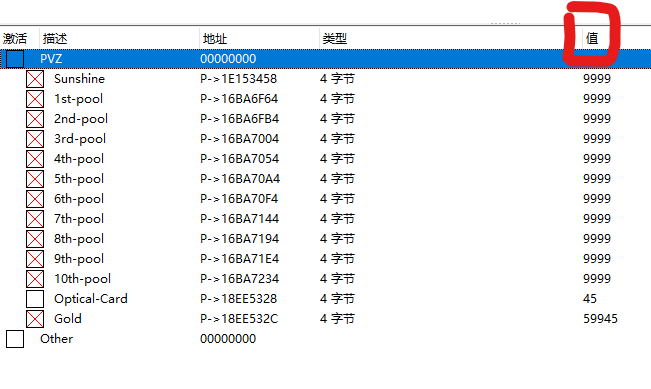 激活 描述 地址 类型 值
PVZ 00000000
Sunshine P->1E153458 4 字节 9999
1st-pool P->16BA6F64 4 字节 9999
2nd-pool P->16BA6FB4 4 字节 9999
3rd-pool P->16BA7004 4 字节 9999
4th-pool P->16BA7054 4 字节 9999
5th-pool P->16BA70A4 4 字节 9999
6th-pool P->16BA70F4 4 字节 9999
7th-pool P->16BA7144 4 字节 9999
8th-pool P->16BA7194 4 字节 9999
9th-pool P->16BA71E4 4 字节 9999
10th-pool P->16BA7234 4 字节 9999
Optical-Card P->18EE5328 4 字节 45
Gold P->18EE532C 4 字节 59945
Other 00000000